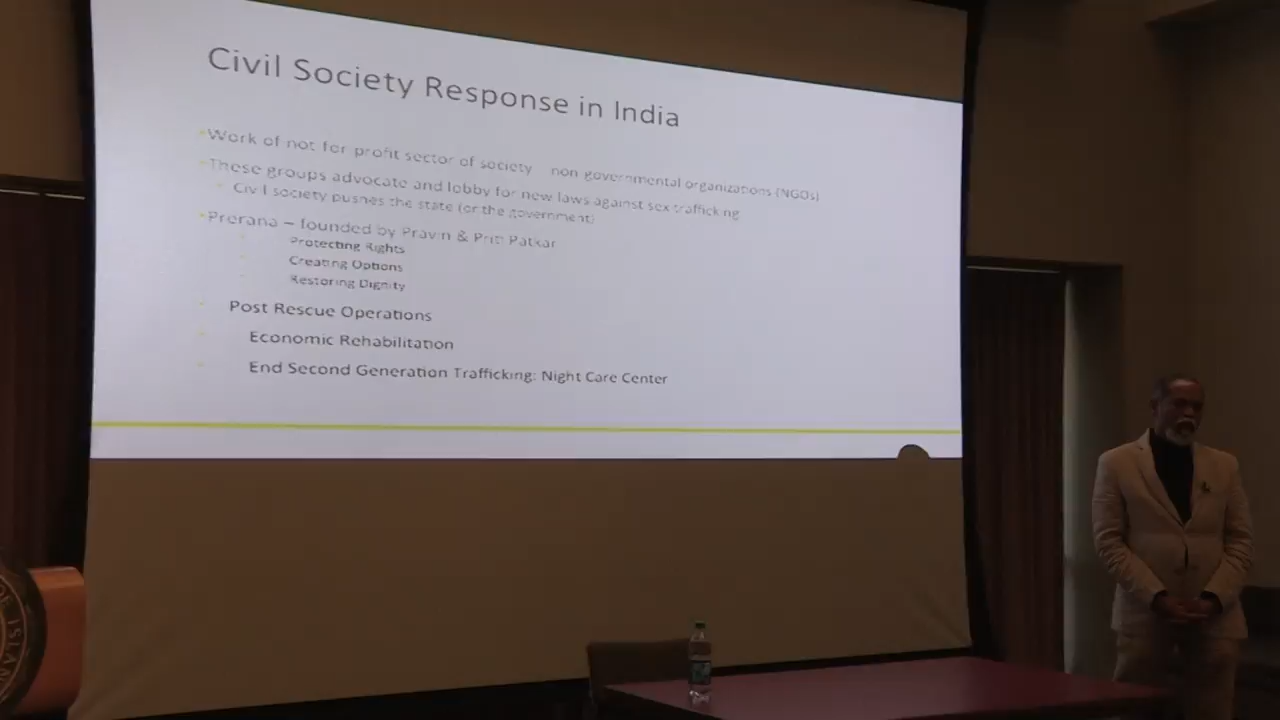 Civil Society Response in India
Work of not for profit sector of society non governmental organizations (NGOs)
These groups advocate and lobby for new laws against sex trafficking
Civil society pushes the state (or the government)
Prerana – founded by Pravin & Priti Patkar
Protecting Rights
Creating Options
Restoring Dignity
Post Rescue Operations
Economic Rehabilitation
End Second Generation Trafficking: Night Care Center
OF ISLA